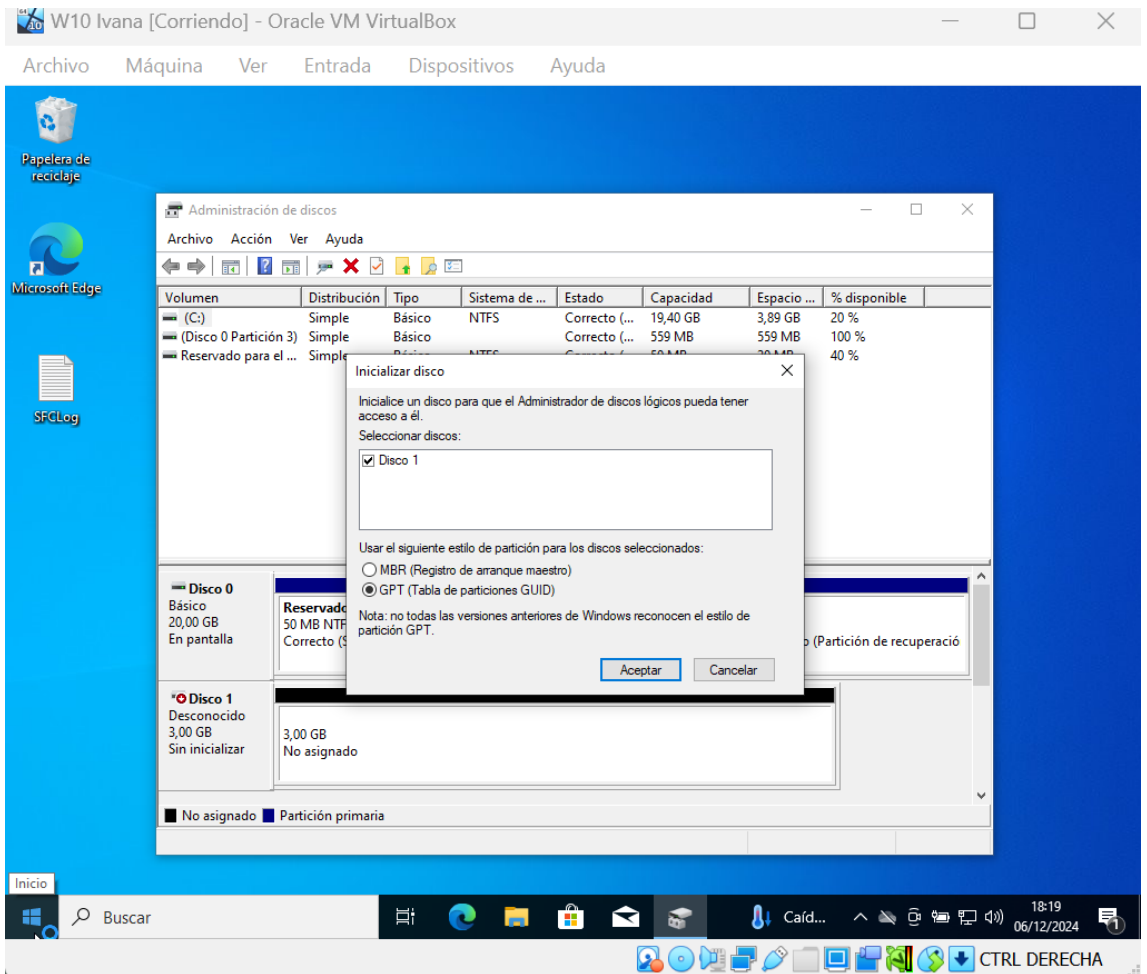 W10 Ivana [Corriendo] - Oracle VM VirtualBox
Archivo Máquina Ver Entrada Dispositivos Ayuda
Papelera de
reciclaje
Microsoft Edge
SFCLog
Administración de discos
Archivo Acción Ver Ayuda
Volumen Distribución Tipo Sistema de ... Estado Capacidad Espacio ... % disponible
(C:) Simple Básico NTFS Correcto (... 19,40 GB 3,89 GB 20 %
(Disco 0 Partición 3) Simple Básico Correcto (... 559 MB 559 MB 100 %
Reservado para el ... Simple 40 %
Inicializar disco
Inicialice un disco para que el Administrador de discos lógicos pueda tener
acceso a él.
Seleccionar discos:
Disco 1
Usar el siguiente estilo de partición para los discos seleccionados:
MBR (Registro de arranque maestro)
GPT (Tabla de particiones GUID)
Nota: no todas las versiones anteriores de Windows reconocen el estilo de
partición GPT.
Aceptar Cancelar
Disco 0
Básico
20,00 GB
En pantalla
Reservado
50 MB NTF
Correcto (S
(Partición de recuperació
Disco 1
Desconocido
3,00 GB
Sin inicializar
3,00 GB
No asignado
No asignado Partición primaria
Inicio
Buscar
Caíd...
18:19
06/12/2024
1
CTRL DERECHA